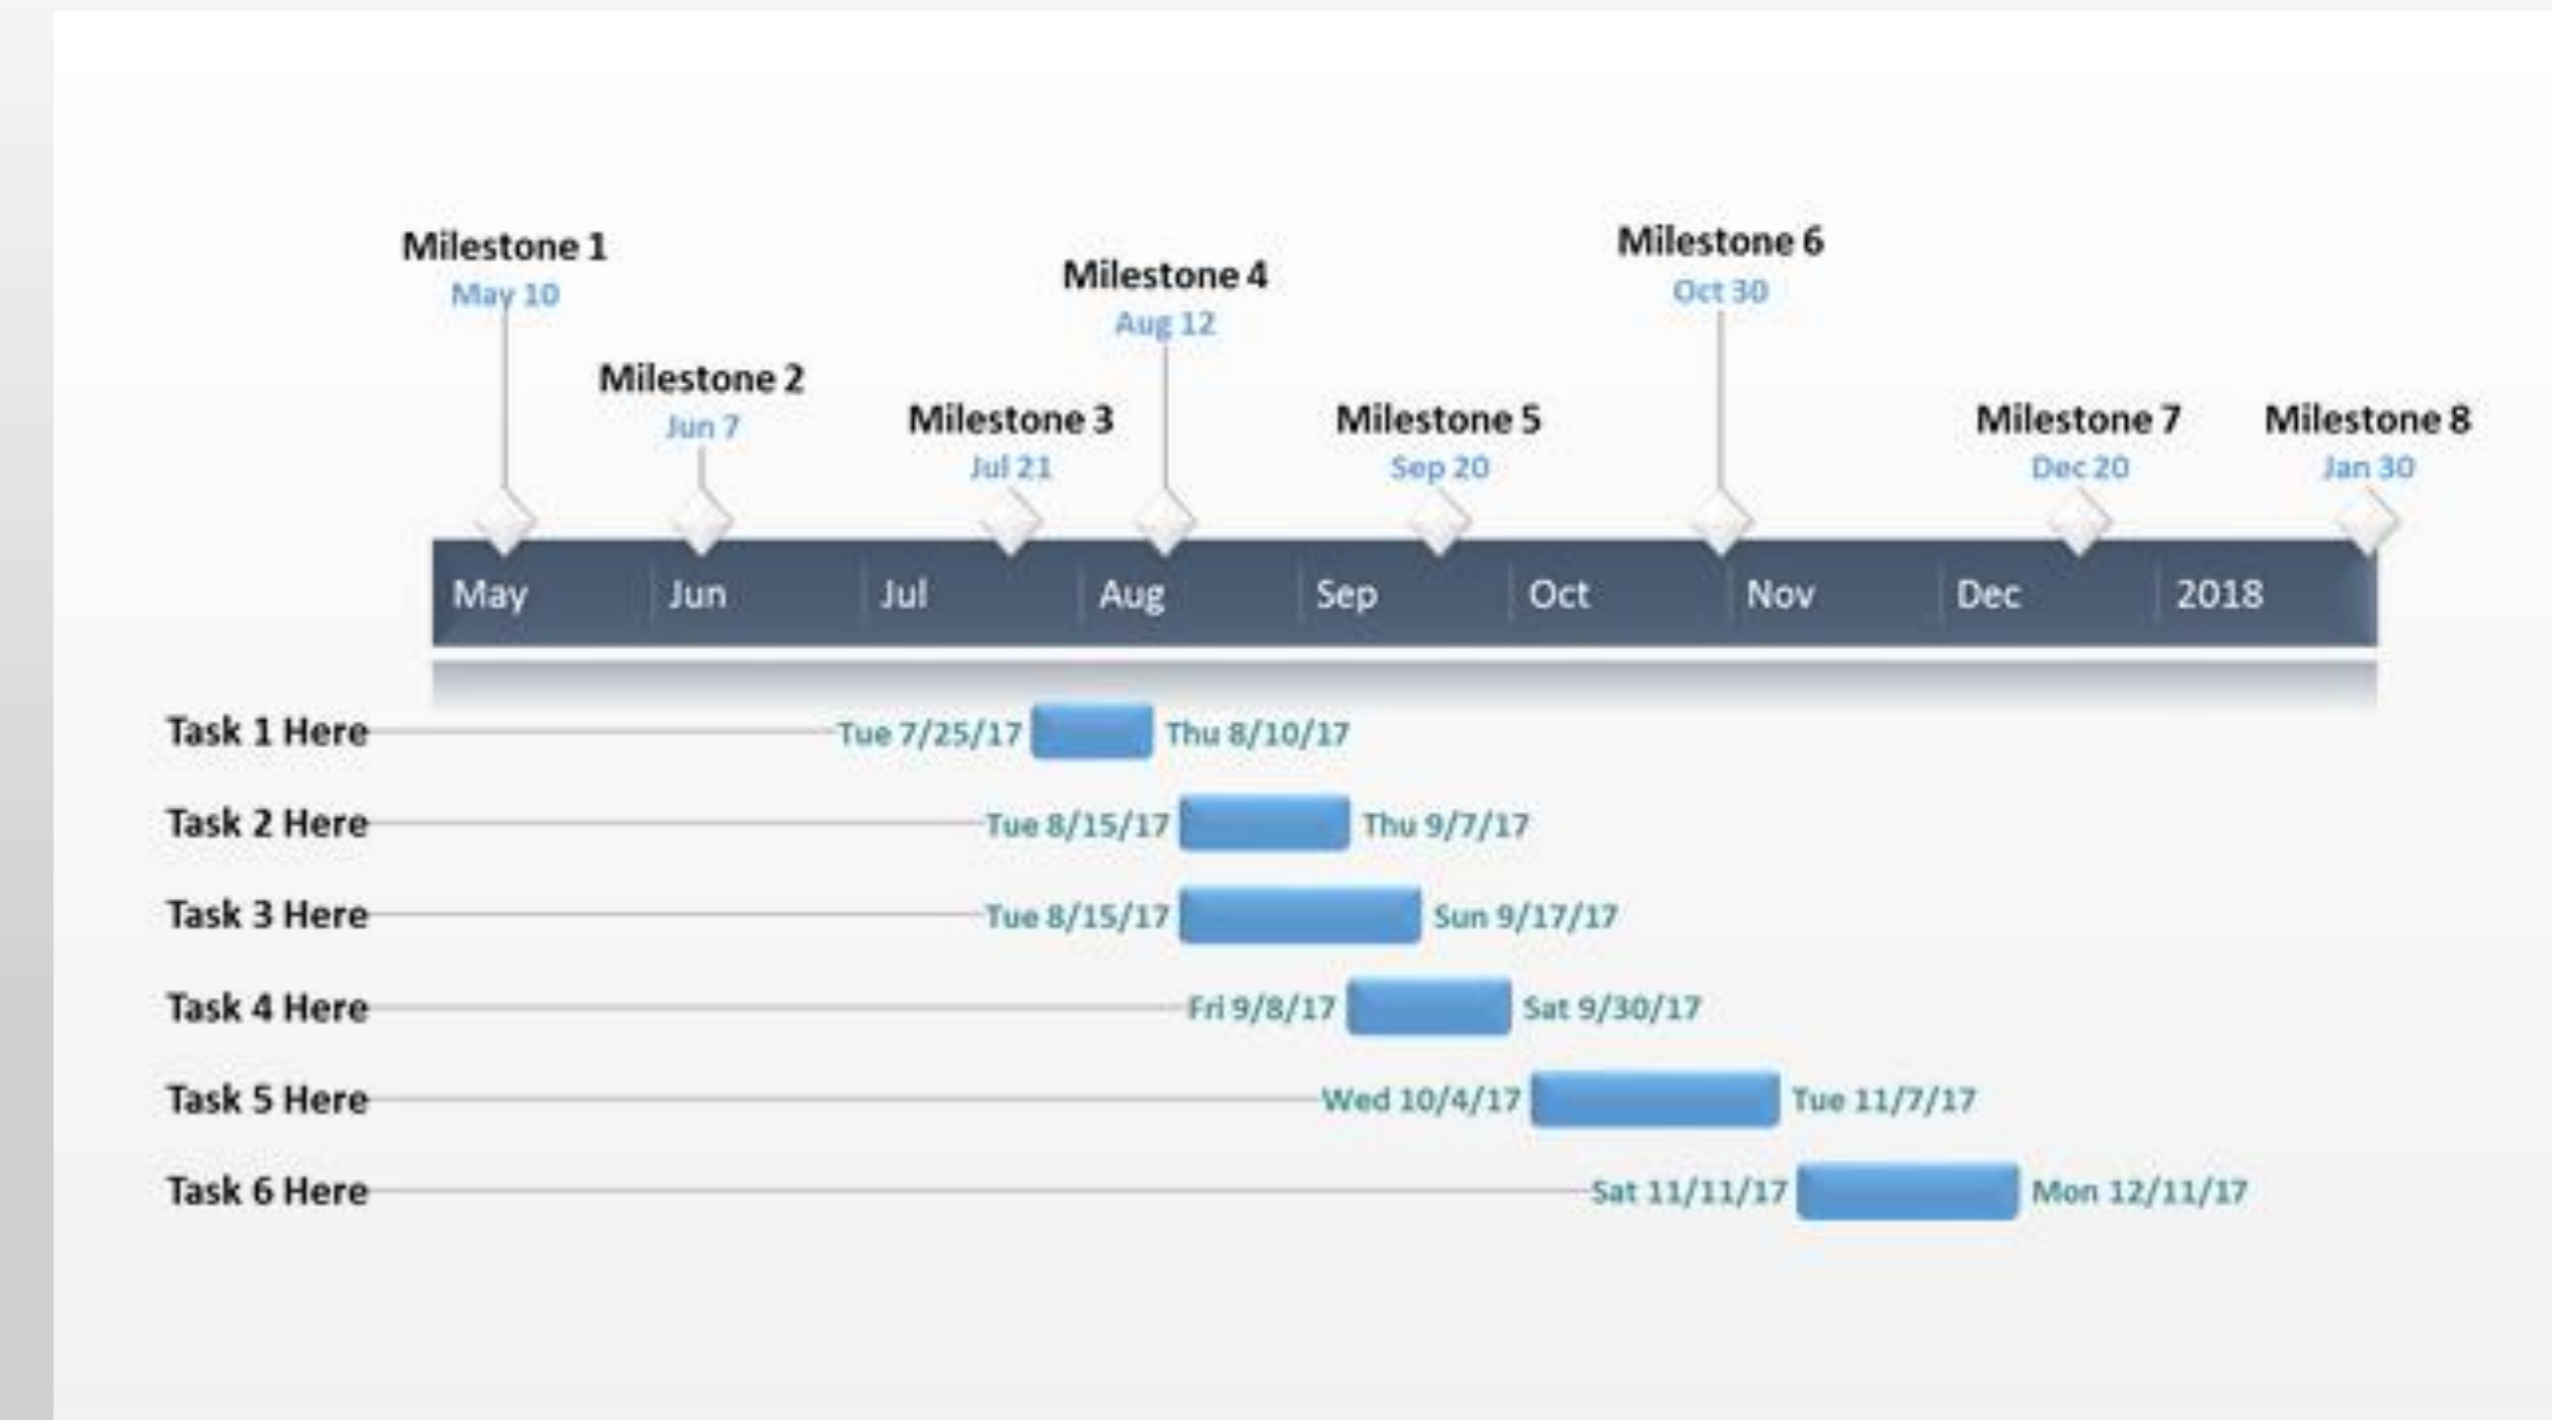 Milestone 1
May 10
Milestone 2
Jun 7
Milestone 3
Jul 21
Milestone 4
Aug 12
Milestone 5
Sep 20
Milestone 6
Oct 30
Milestone 7
Dec 20
Milestone 8
Jan 30
May Jun Jul Aug Sep Oct Nov Dec 2018
Task 1 Here Tue 7/25/17 Thu 8/10/17
Task 2 Here Tue 8/15/17 Thu 9/7/17
Task 3 Here Tue 8/15/17 Sun 9/17/17
Task 4 Here Fri 9/8/17 Sat 9/30/17
Task 5 Here Wed 10/4/17 Tue 11/7/17
Task 6 Here Sat 11/11/17 Mon 12/11/17